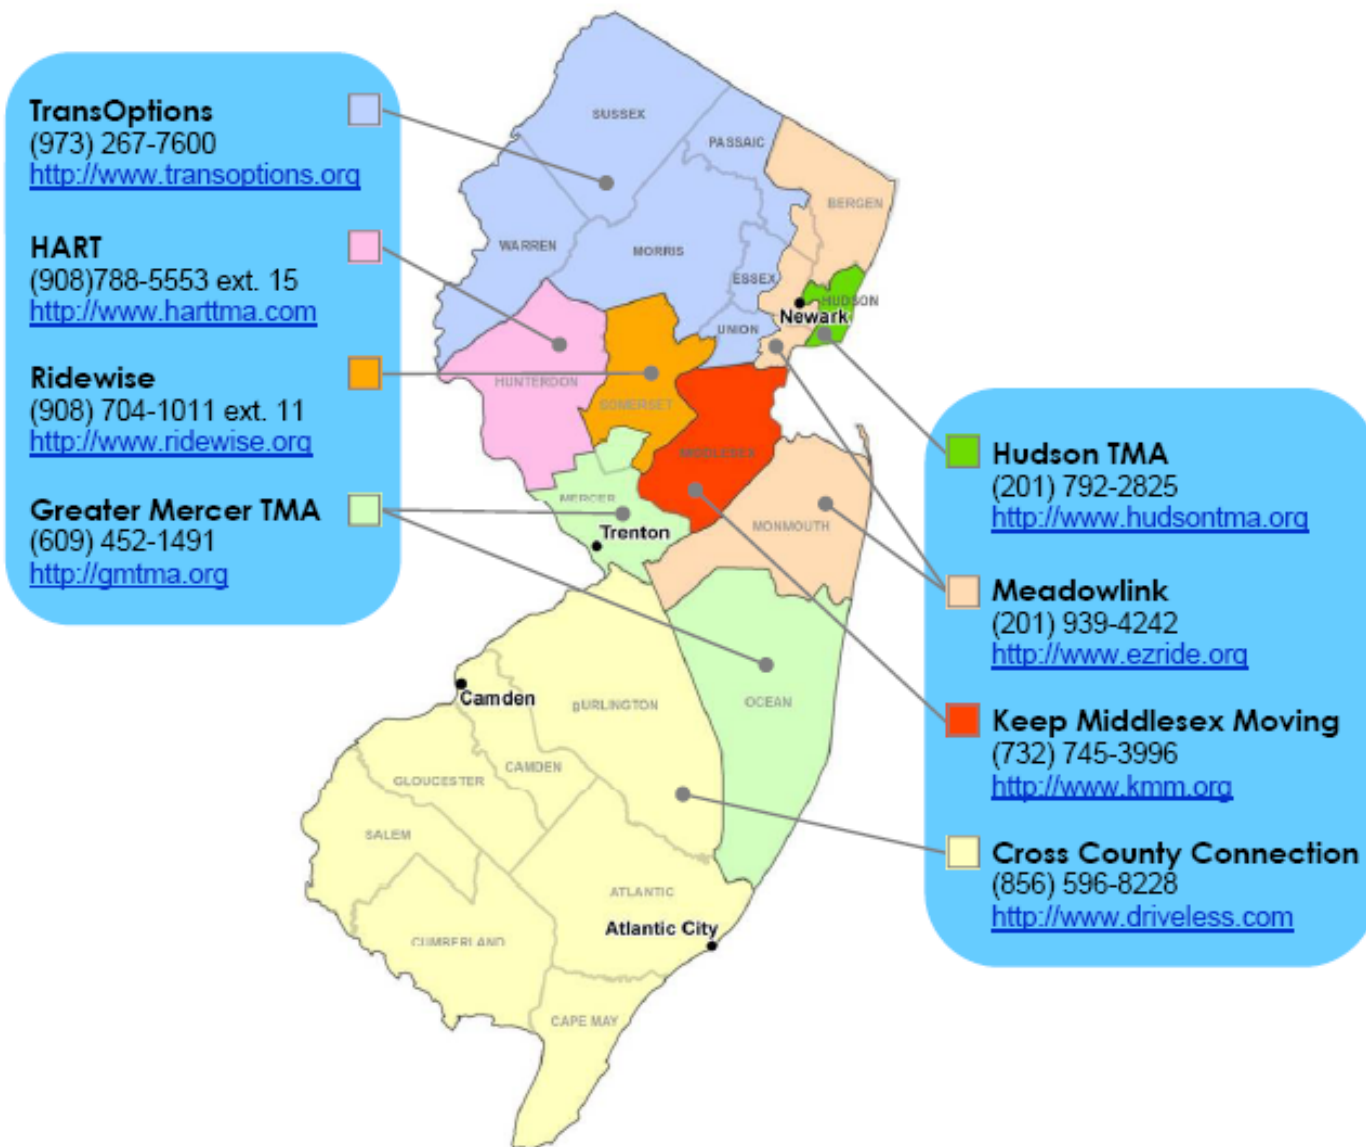 TransOptions
(973) 267-7600
http://www.transoptions.org
HART
(908)788-5553 ext. 15
http://www.harttma.com
Ridewise
(908) 704-1011 ext. 11
http://www.ridewise.org
Greater Mercer TMA
(609) 452-1491
http://gmtma.org
SUSSEX
PASSAIC
BERGEN
WARREN
MORRIS
ESSEX
HUDSON
Newark
UNION
HUNTERDON
SOMERSET
MIDDLESEX
MERCER
MONMOUTH
Trenton
Camden
BURLINGTON
OCEAN
CAMDEN
GLOUCESTER
SALEM
ATLANTIC
Atlantic City
CUMBERLAND
CAPE MAY
Hudson TMA
(201) 792-2825
http://www.hudsontma.org
Meadowlink
(201) 939-4242
http://www.ezride.org
Keep Middlesex Moving
(732) 745-3996
http://www.kmm.org
Cross County Connection
(856) 596-8228
http://www.driveless.com